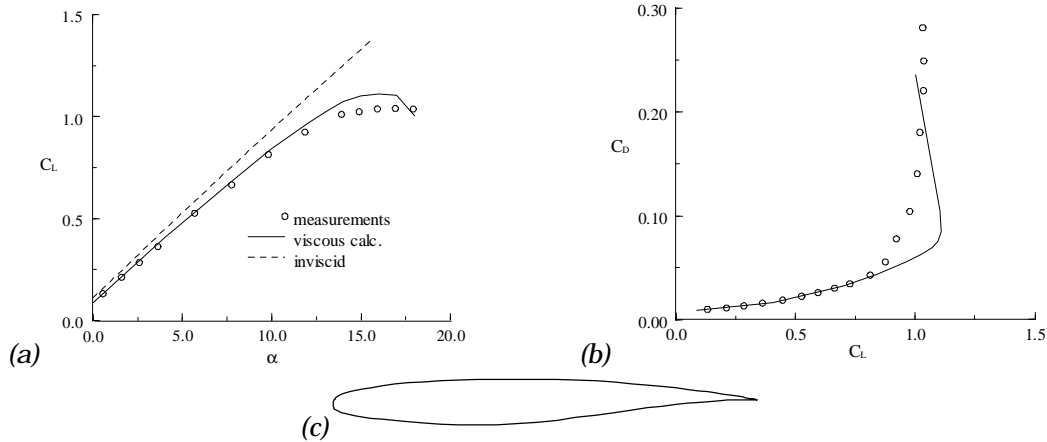 1.5
1.0
C_L
0.5
0.0
0.0 5.0 10.0 15.0 20.0
α
measurements
viscous calc.
inviscid
(a)
0.30
0.20
C_D
0.10
0.00
0.0 0.5 1.0 1.5
C_L
(b)
(c)